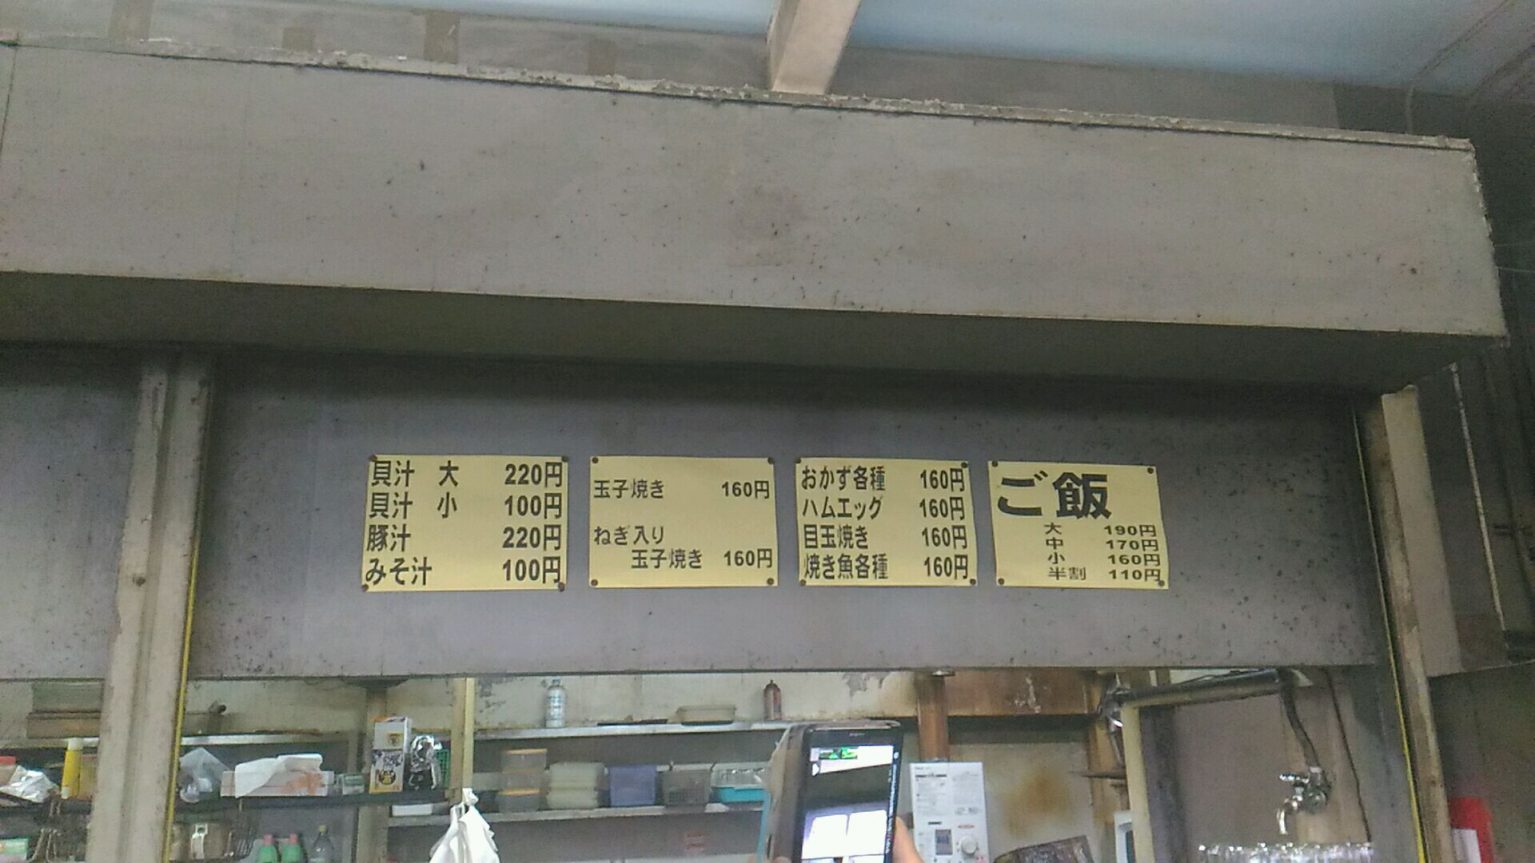 貝汁 大 220円
貝汁 小 100円
豚汁 220円
みそ汁 100円
玉子焼き 160円
ねぎ入り
玉子焼き 160円
おかず各種 160円
ハムエッグ 160円
目玉焼き 160円
焼き魚各種 160円
ご飯
大 190円
中 170円
小 160円
半割 110円